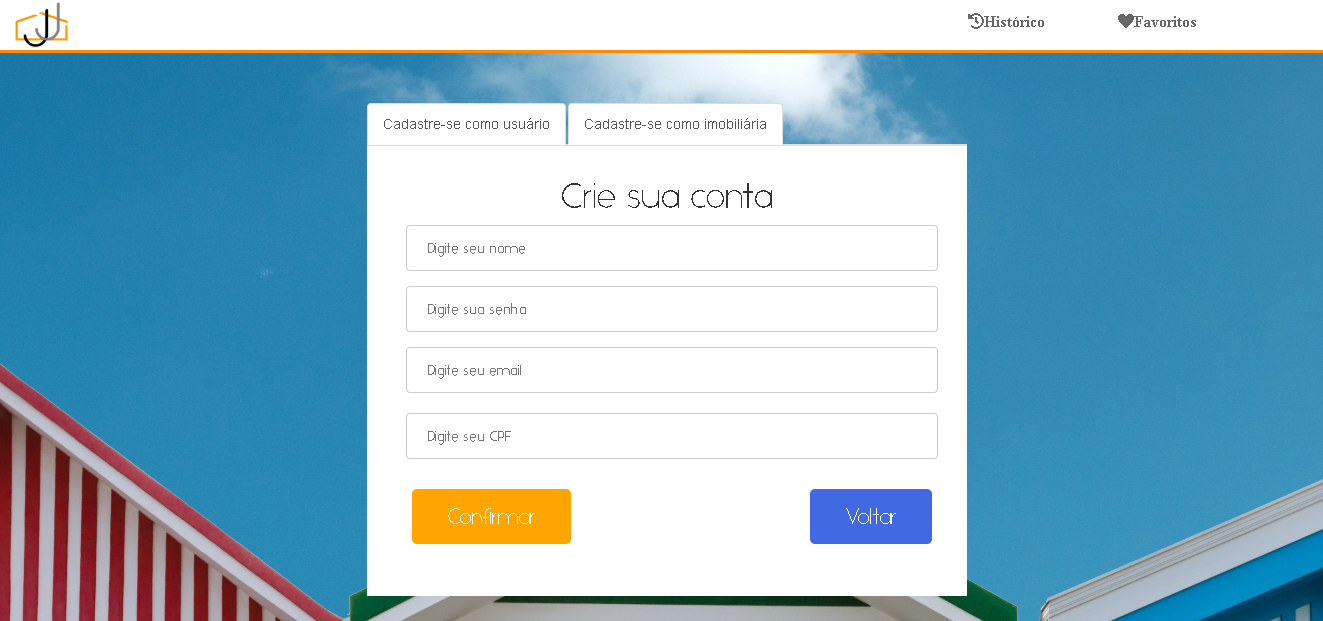 Histórico Favoritos
Cadastre-se como usuário Cadastre-se como imobiliária
Crie sua conta
Digite seu nome
Digite sua senha
Digite seu email
Digite seu CPF
Confirmar Voltar